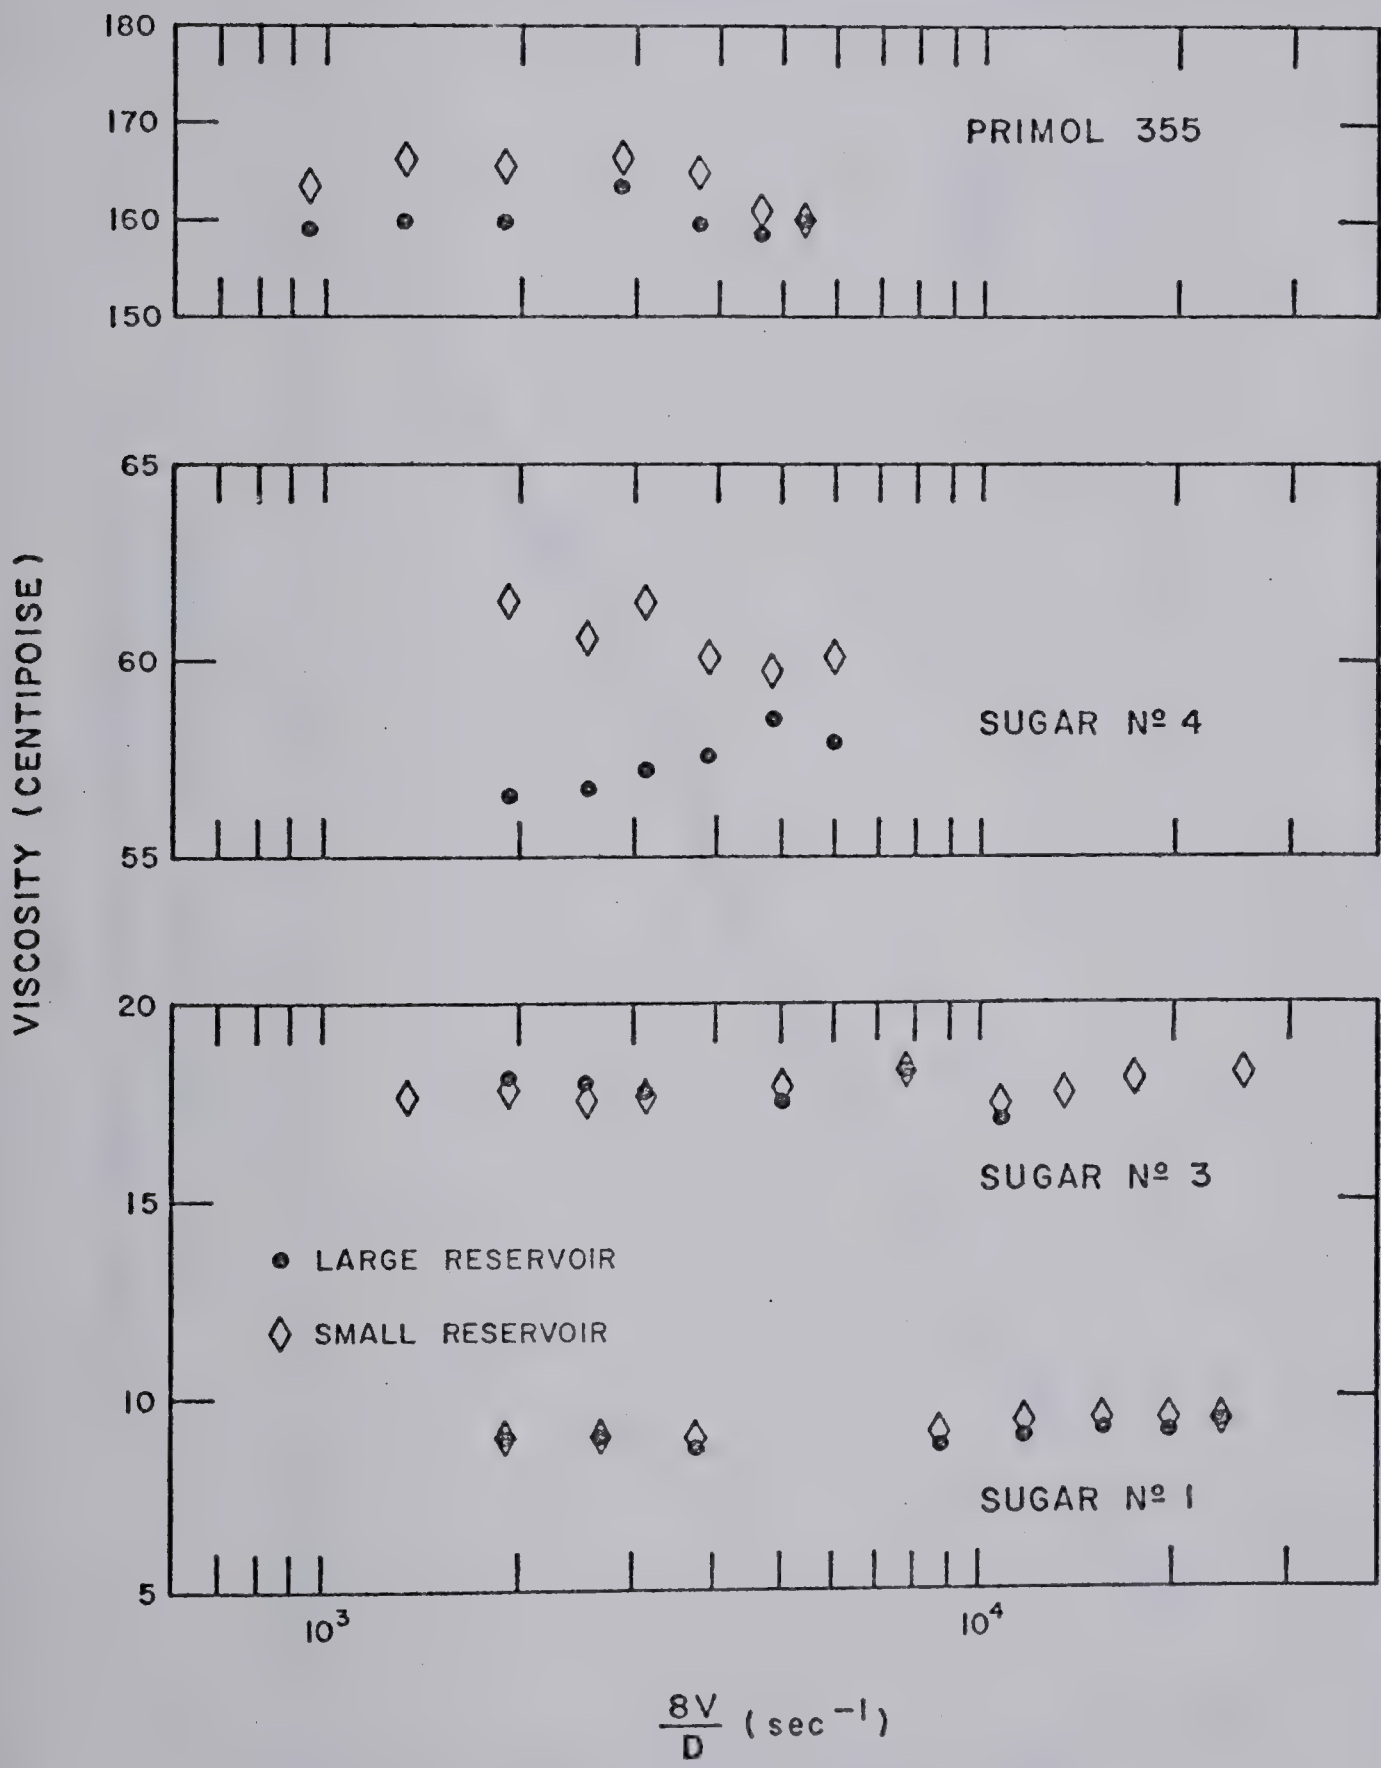 VISCOSITY (CENTIPOISE)
180
170
160
150
PRIMOL 355
65
60
55
SUGAR Nº 4
20
15
10
5
SUGAR Nº 3
● LARGE RESERVOIR
◇ SMALL RESERVOIR
SUGAR Nº 1
10³
10⁴
8V/D (sec⁻¹)